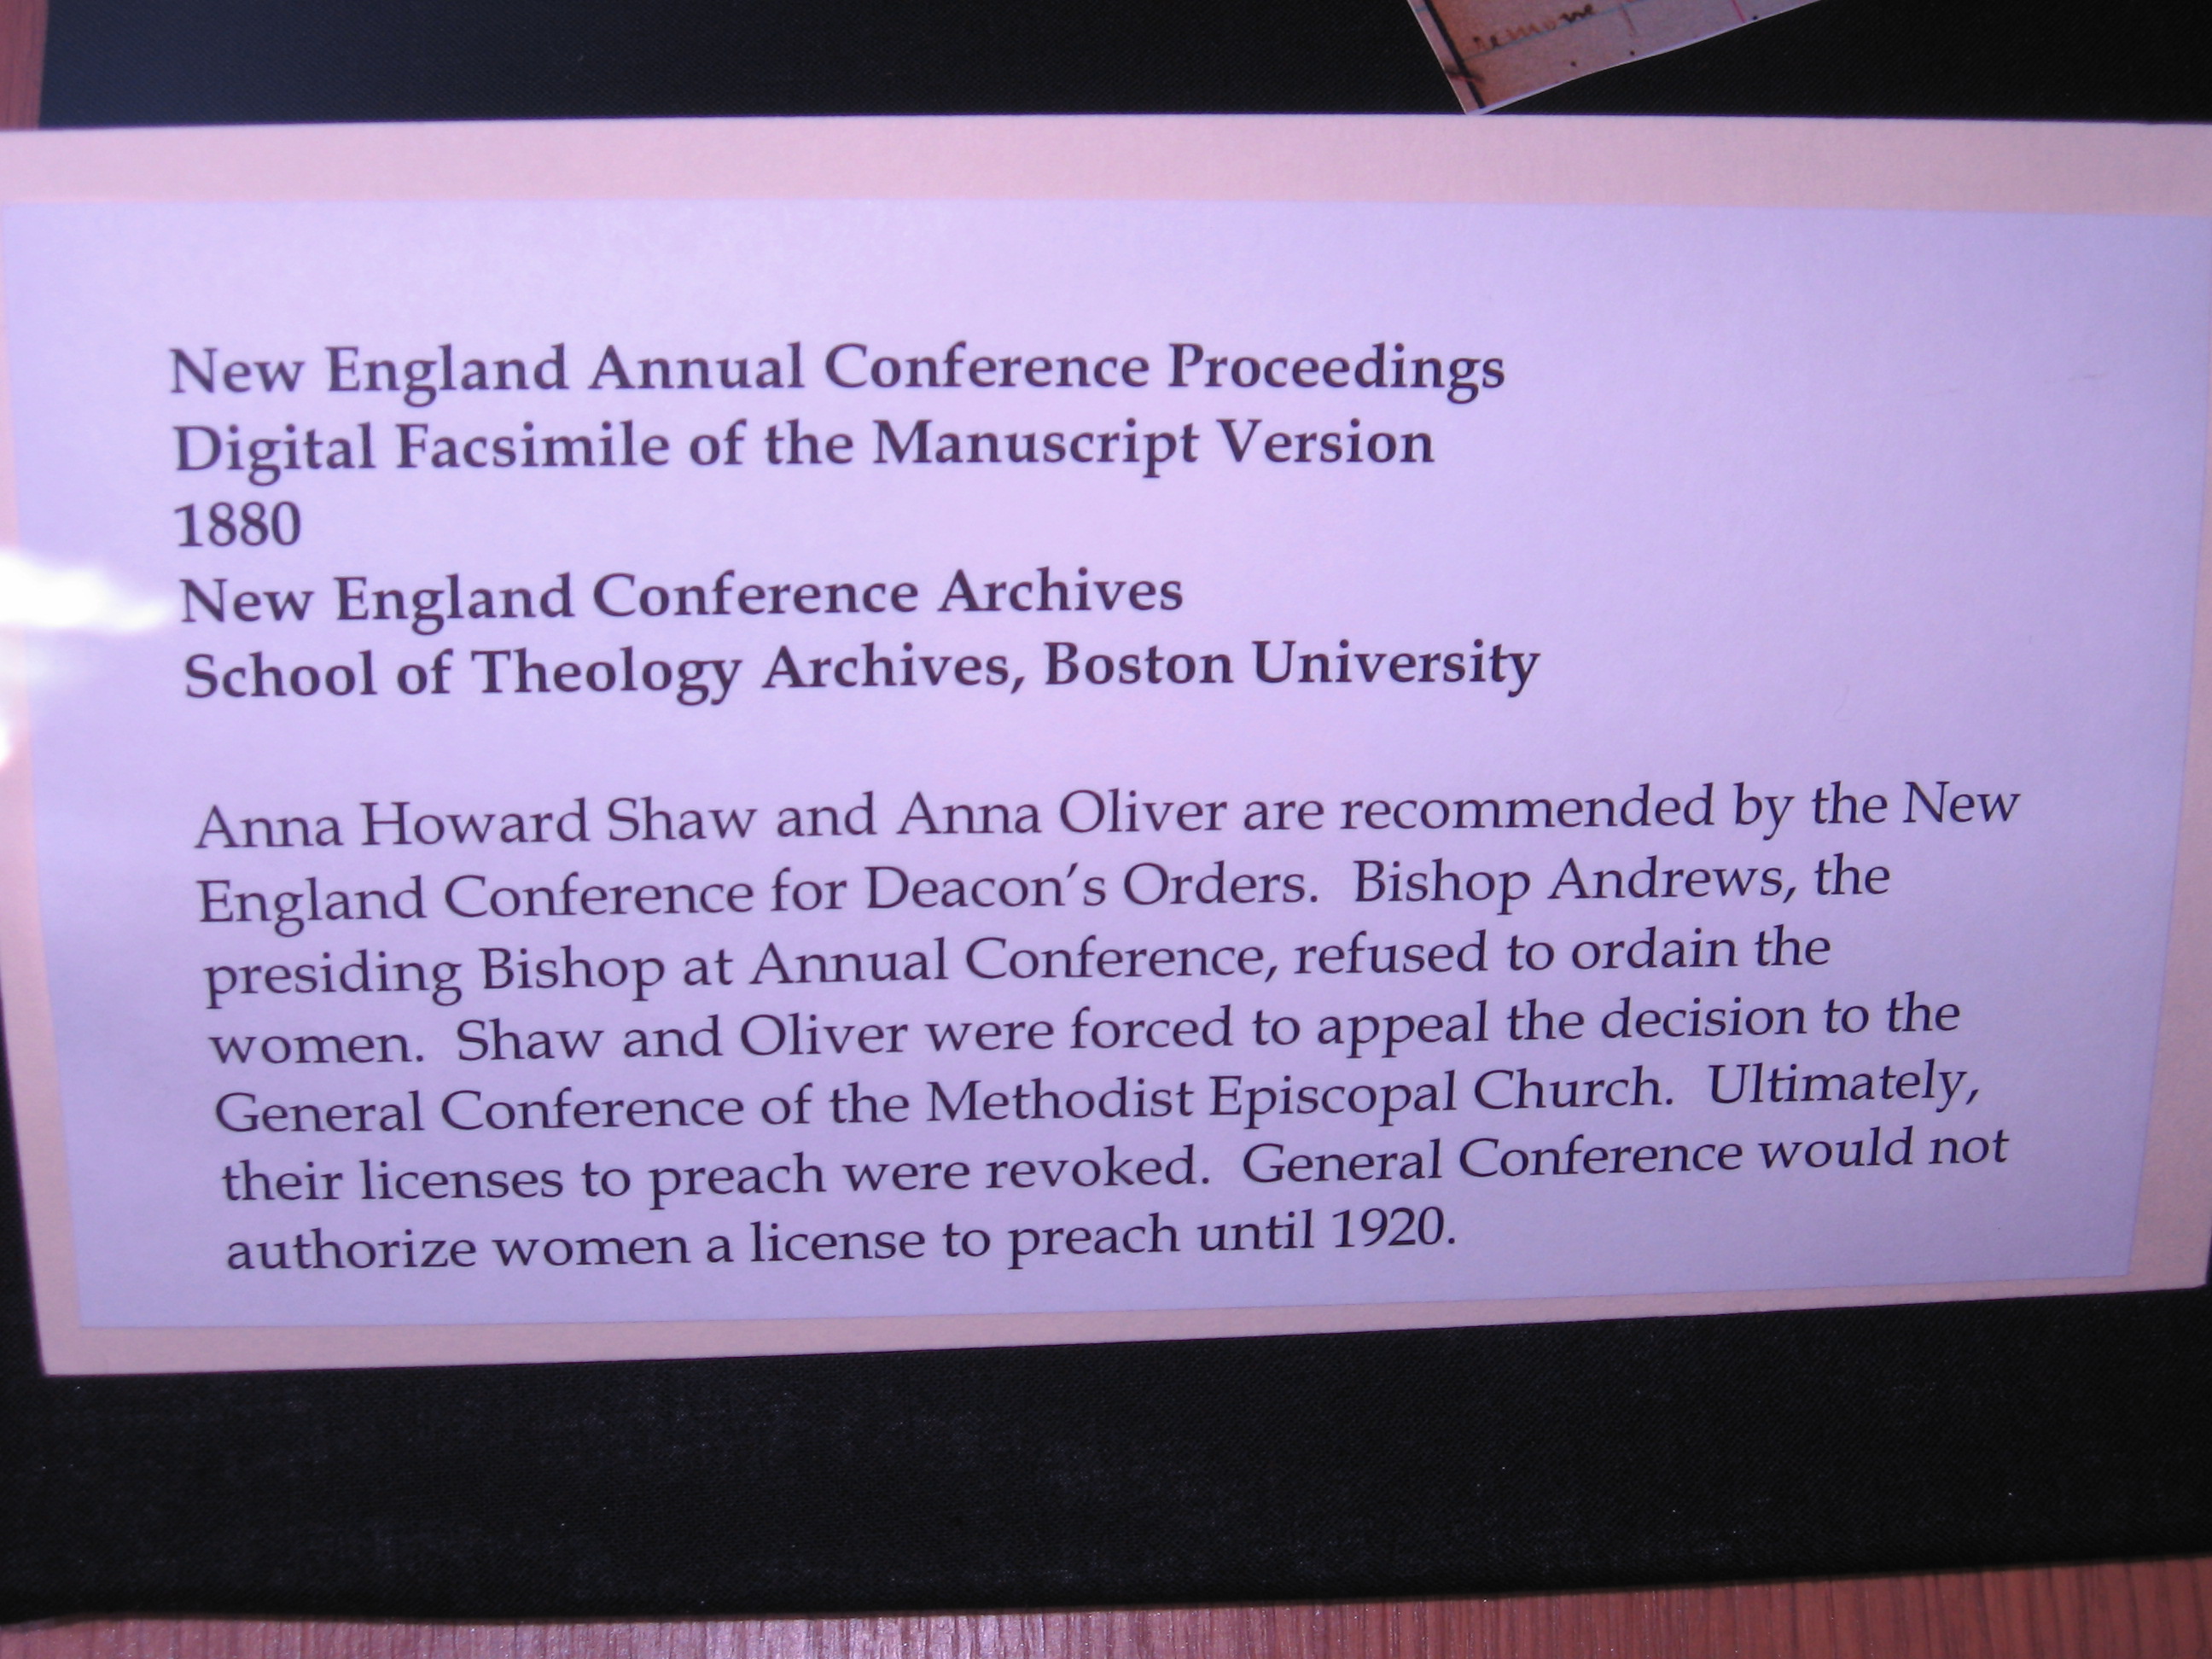 remove
New England Annual Conference Proceedings
Digital Facsimile of the Manuscript Version
1880
New England Conference Archives
School of Theology Archives, Boston University
Anna Howard Shaw and Anna Oliver are recommended by the New
England Conference for Deacon's Orders.  Bishop Andrews, the
presiding Bishop at Annual Conference, refused to ordain the
women.  Shaw and Oliver were forced to appeal the decision to the
General Conference of the Methodist Episcopal Church.  Ultimately,
their licenses to preach were revoked.  General Conference would not
authorize women a license to preach until 1920.